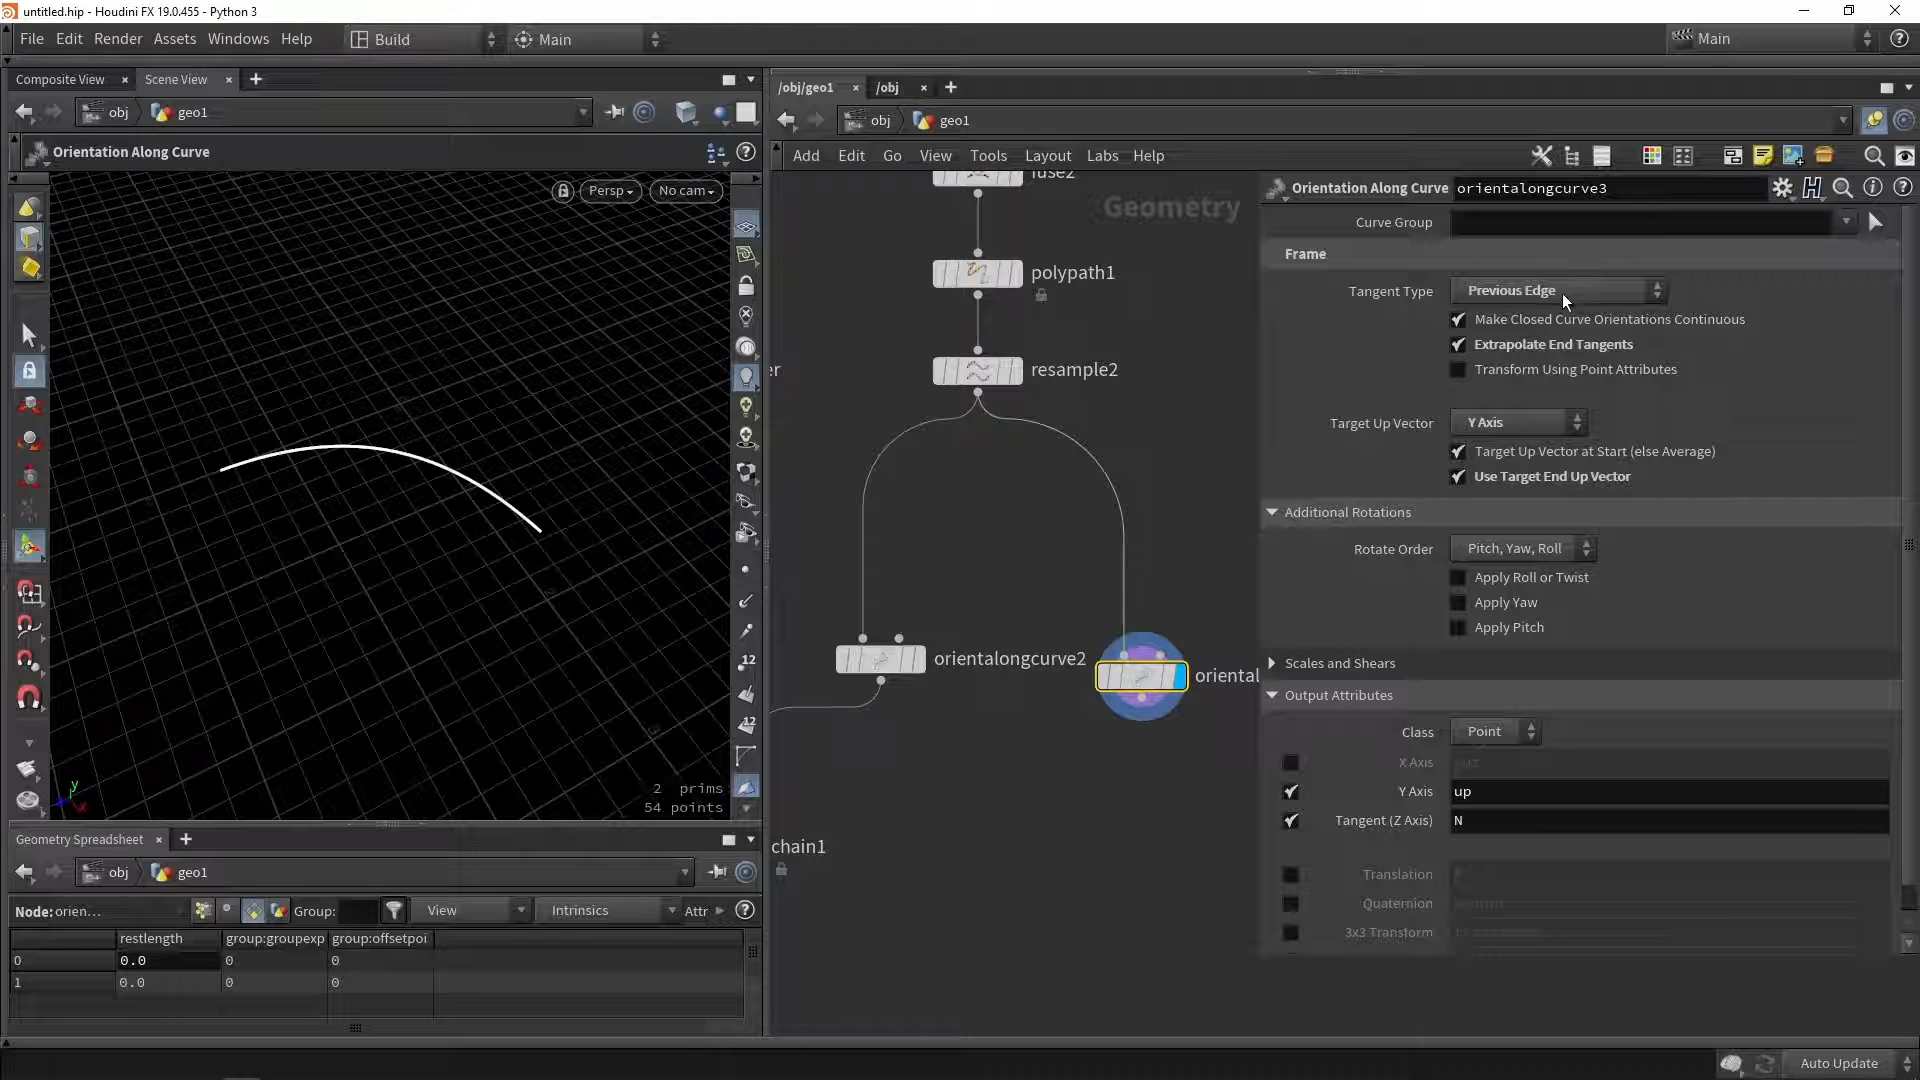 untitled.hip - Houdini FX 19.0.455 - Python 3
File Edit Render Assets Windows Help
Build
Main
Main
Composite View
Scene View
obj
geo1
Orientation Along Curve
Persp
No cam
12
12
y
x
2 prims
54 points
Geometry Spreadsheet
obj
geo1
Node: orien...
Group:
View
Intrinsics
Attr
restlength
group:groupexp
group:offsetpoi
0
0.0
0
0
1
0.0
0
0
/obj/geo1
/obj
obj
geo1
Add Edit Go View Tools Layout Labs Help
fuse2
Geometry
polypath1
er
resample2
orientalongcurve2
oriental
chain1
Orientation Along Curve
orientalongcurve3
Curve Group
Frame
Tangent Type
Previous Edge
Make Closed Curve Orientations Continuous
Extrapolate End Tangents
Transform Using Point Attributes
Target Up Vector
Y Axis
Target Up Vector at Start (else Average)
Use Target End Up Vector
Additional Rotations
Rotate Order
Pitch, Yaw, Roll
Apply Roll or Twist
Apply Yaw
Apply Pitch
Scales and Shears
Output Attributes
Class
Point
X Axis
Y Axis
up
Tangent (Z Axis)
N
Translation
Quaternion
3x3 Transform
Auto Update